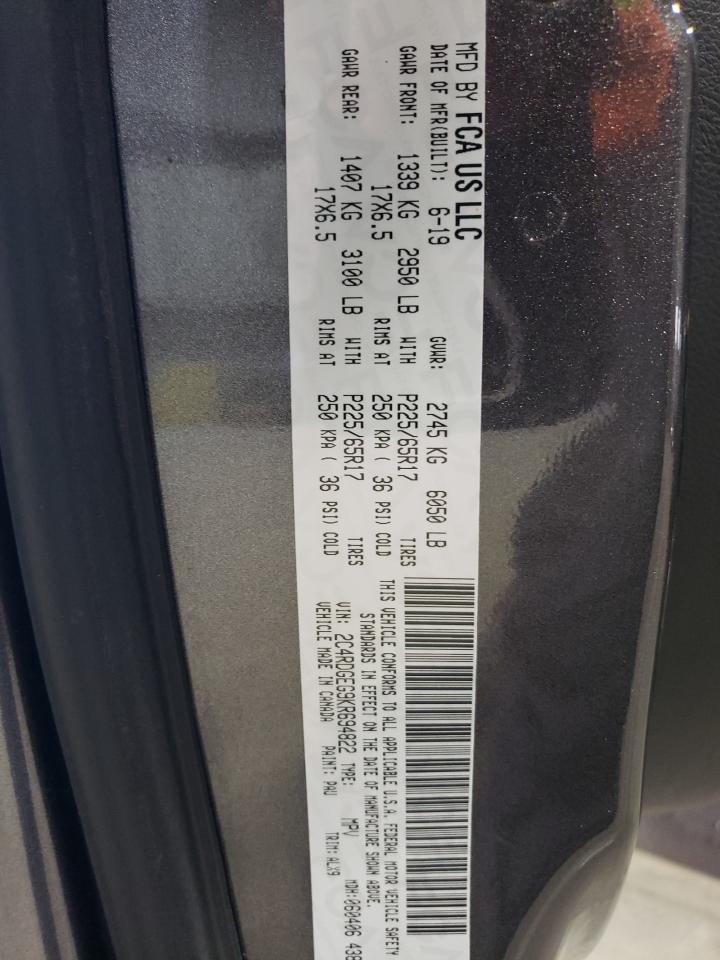 MFD BY FCA US LLC
DATE OF MFR(BUILT): 6-19 GVWR: 2745 KG 6050 LB
GAWR FRONT: 1339 KG 2950 LB WITH P225/65R17 TIRES
17X6.5 RIMS AT 250 KPA ( 36 PSI) COLD
GAWR REAR: 1407 KG 3100 LB WITH P225/65R17 TIRES
17X6.5 RIMS AT 250 KPA ( 36 PSI) COLD
THIS VEHICLE CONFORMS TO ALL APPLICABLE U.S.A. FEDERAL MOTOR VEHICLE SAFETY
STANDARDS IN EFFECT ON THE DATE OF MANUFACTURE SHOWN ABOVE.
VIN: 2C4RDGEG9KR694822 TYPE: MPV MDH:060406 438
VEHICLE MADE IN CANADA PAINT: PAU TRIM:ALX9